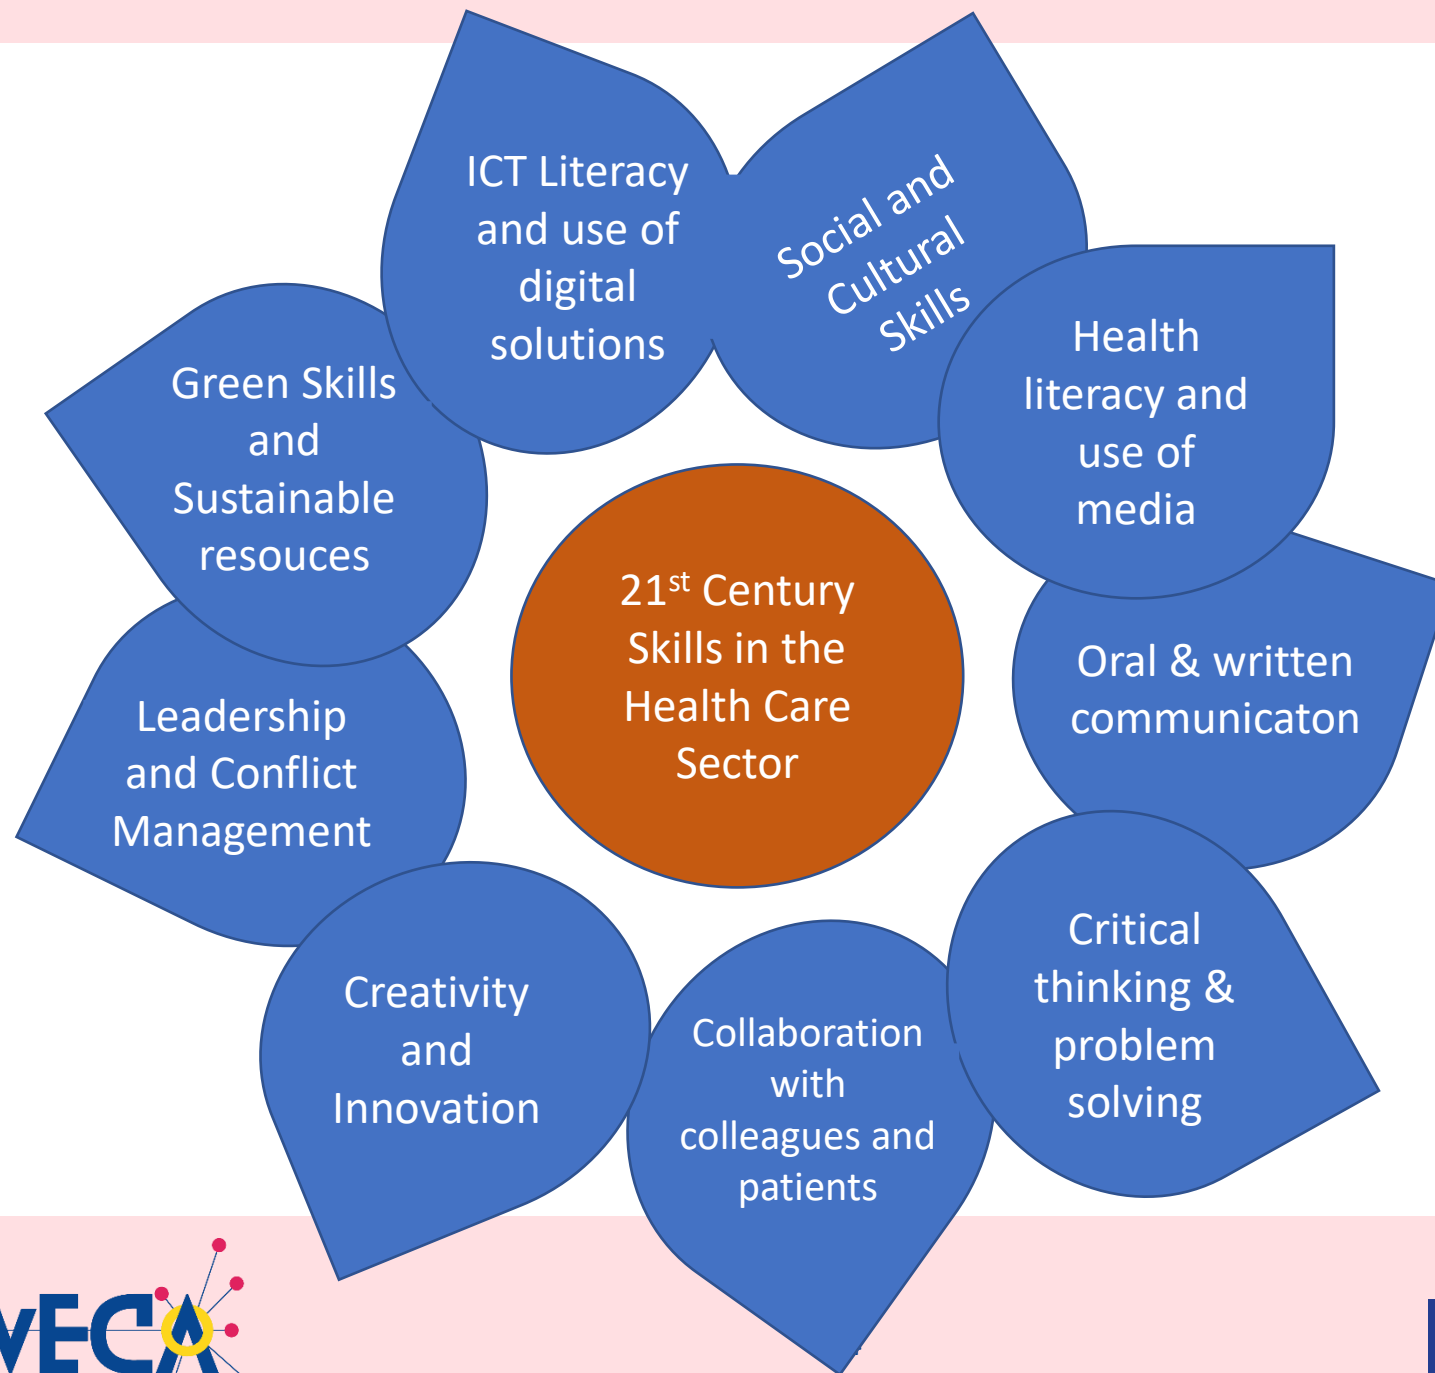 ICT Literacy
and use of
digital
solutions
Social and
Cultural
Skills
Health
literacy and
use of
media
Green Skills
and
Sustainable
resouces
21st Century
Skills in the
Health Care
Sector
Oral & written
communicaton
Leadership
and Conflict
Management
Critical
thinking &
problem
solving
Creativity
and
Innovation
Collaboration
with
colleagues and
patients